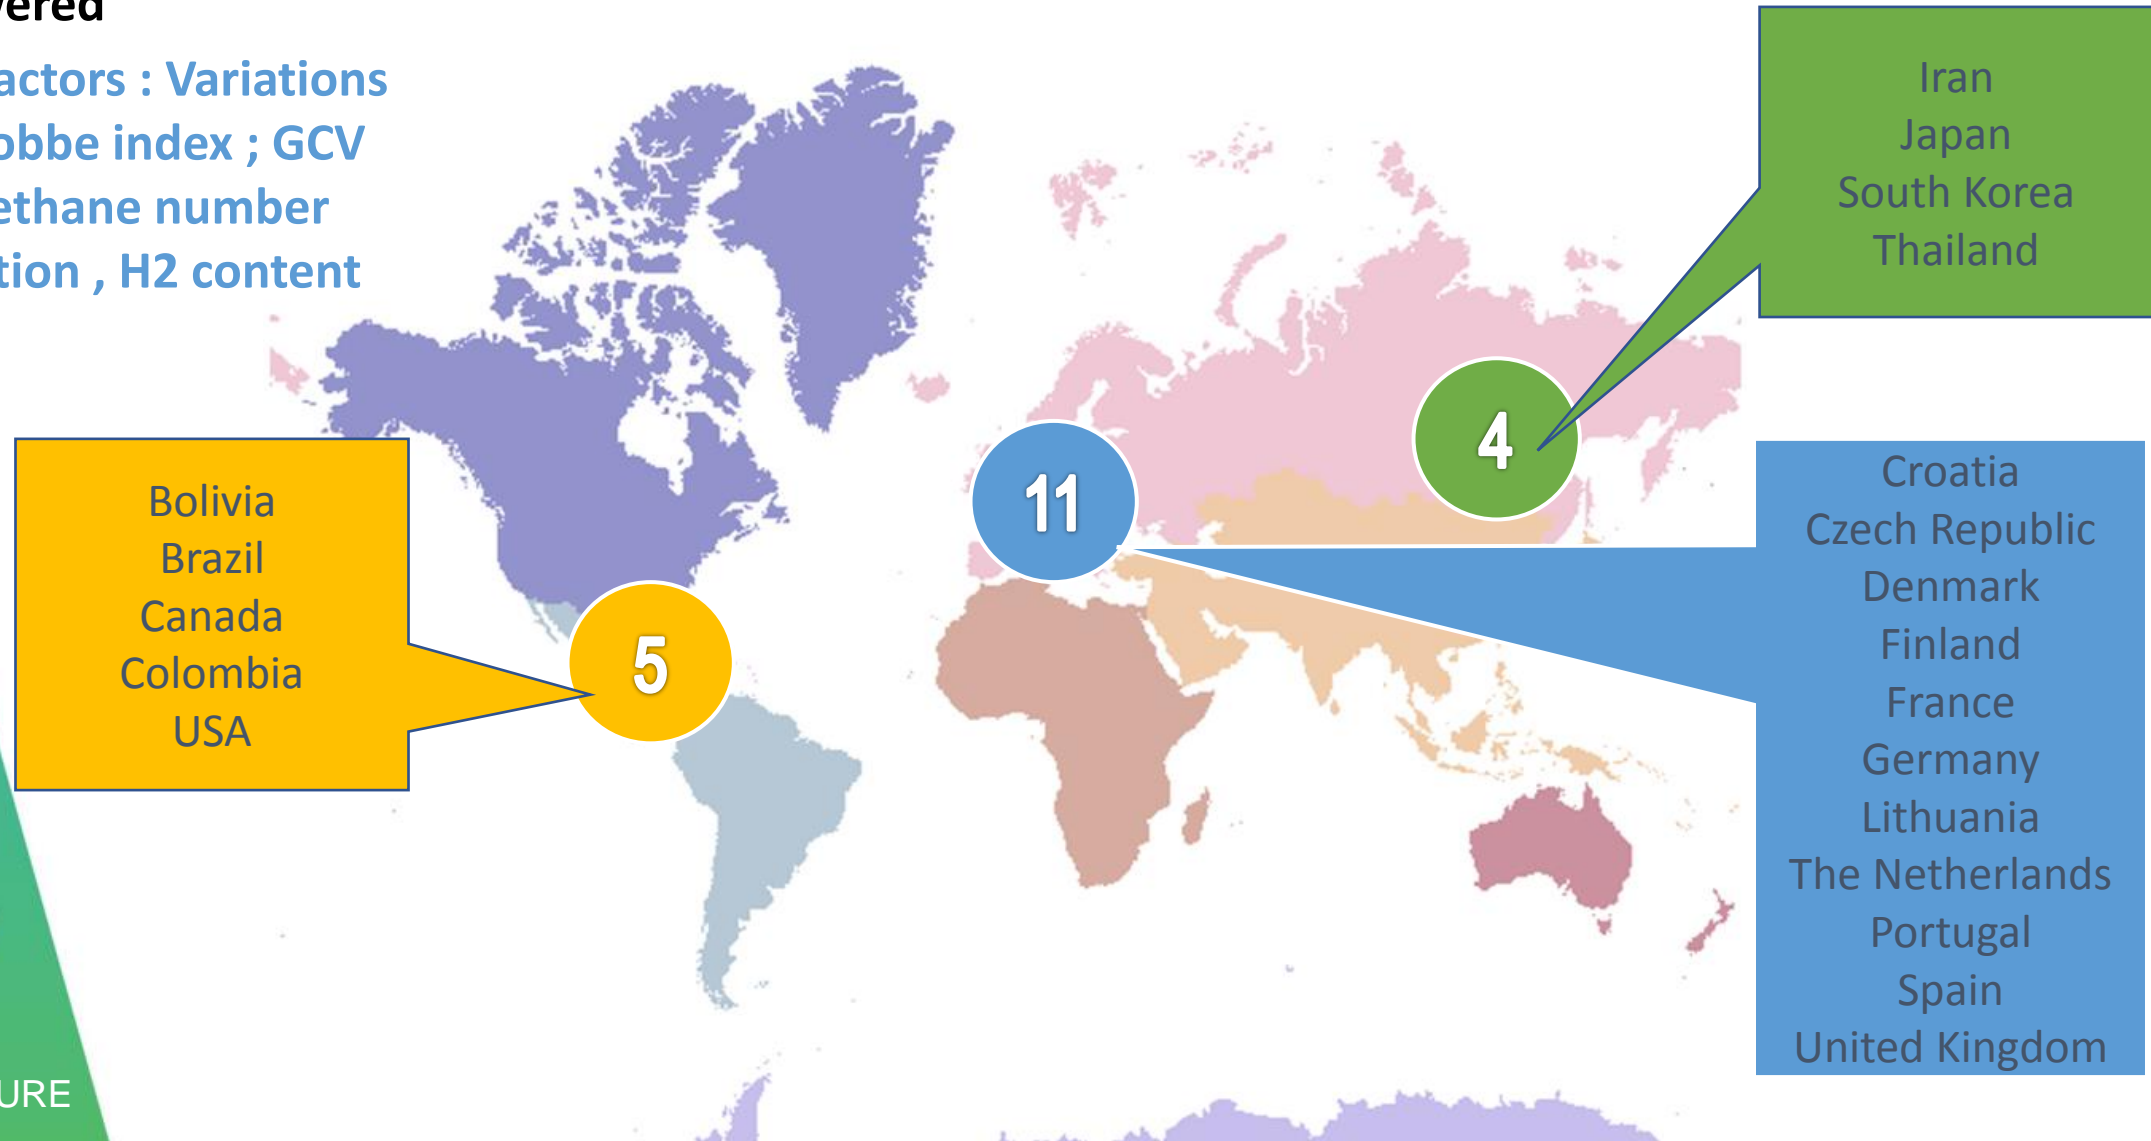 vered
actors : Variations
obbe index ; GCV
ethane number
tion , H2 content
Iran
Japan
South Korea
Thailand
4
11
5
Bolivia
Brazil
Canada
Colombia
USA
Croatia
Czech Republic
Denmark
Finland
France
Germany
Lithuania
The Netherlands
Portugal
Spain
United Kingdom
URE